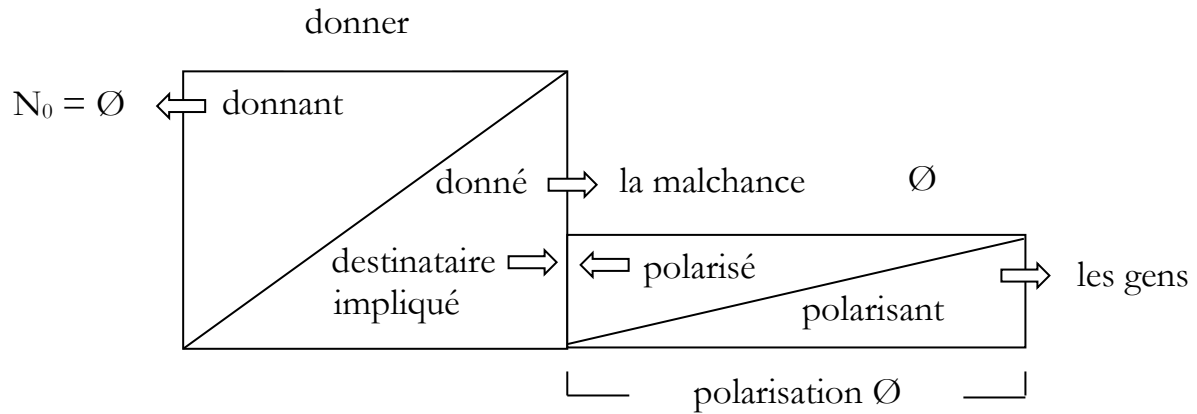 donner
N₀ = Ø
donnant
donné
la malchance
Ø
destinataire
impliqué
polarisé
polarisant
les gens
polarisation Ø